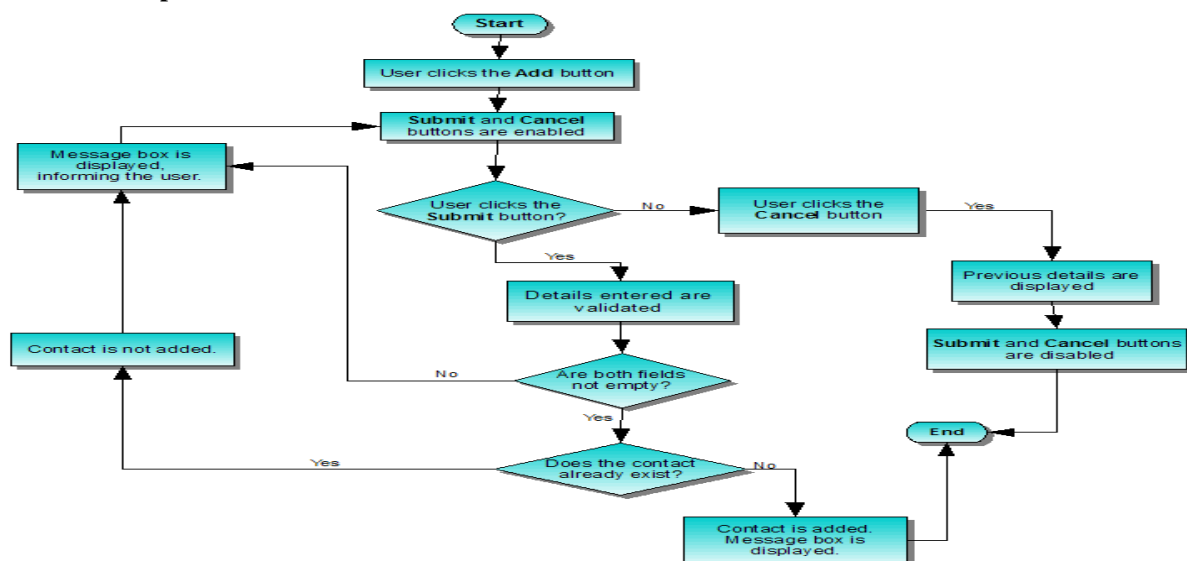 Start
User clicks the Add button
Submit and Cancel
buttons are enabled
Message box is
displayed,
informing the user.
User clicks the
Submit button?
No
User clicks the
Cancel button
Yes
Yes
Previous details are
displayed
Details entered are
validated
Submit and Cancel buttons
are disabled
Contact is not added.
Are both fields
not empty?
No
Yes
End
Does the contact
already exist?
Yes
No
Contact is added.
Message box is
displayed.